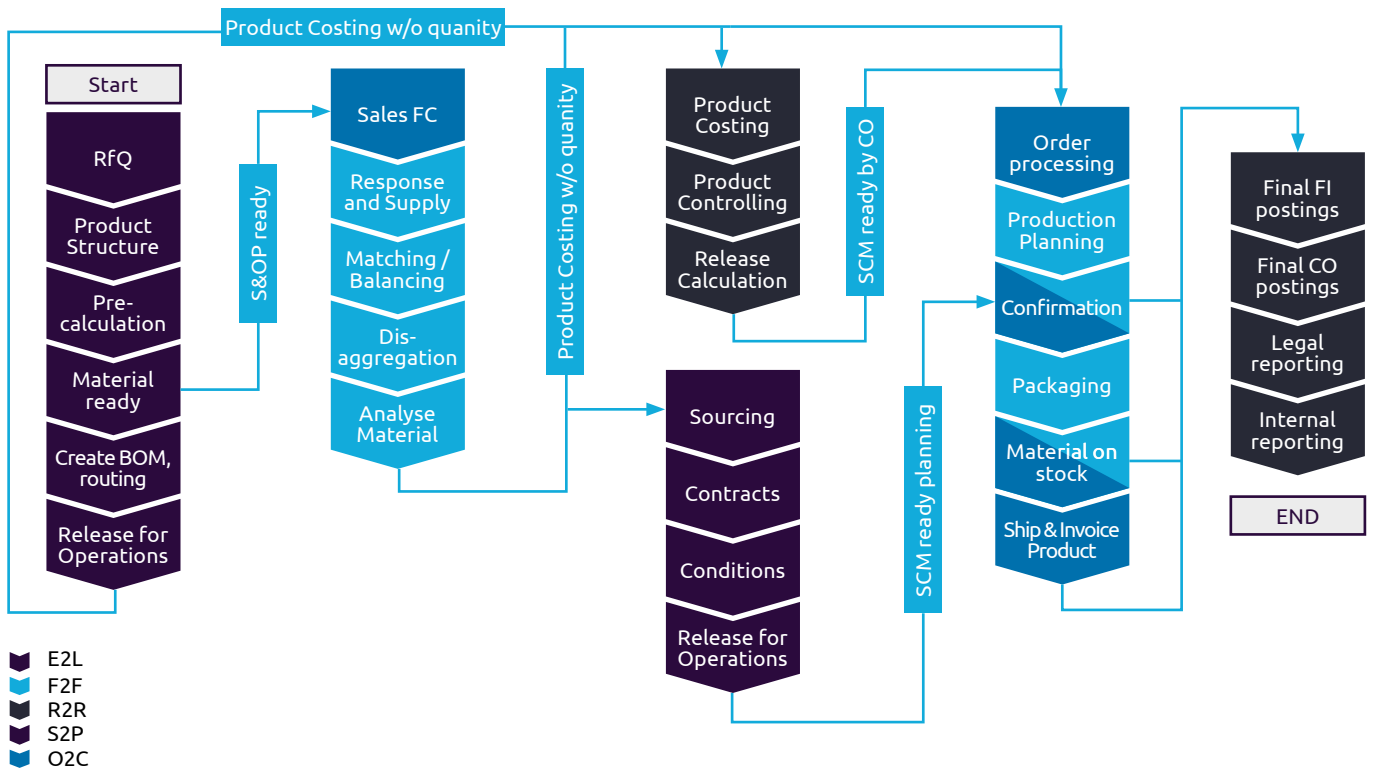 Product Costing w/o quanity
Start
RfQ
Product
Structure
Pre-
calculation
Material
ready
Create BOM,
routing
Release for
Operations
S&OP ready
Sales FC
Response
and Supply
Matching /
Balancing
Dis-
aggregation
Analyse
Material
Product Costing w/o quanity
Product
Costing
Product
Controlling
Release
Calculation
SCM ready by CO
Sourcing
Contracts
Conditions
Release for
Operations
SCM ready planning
Order
processing
Production
Planning
Confirmation
Packaging
Material on
stock
Ship & Invoice
Product
Final FI
postings
Final CO
postings
Legal
reporting
Internal
reporting
END
E2L
F2F
R2R
S2P
O2C